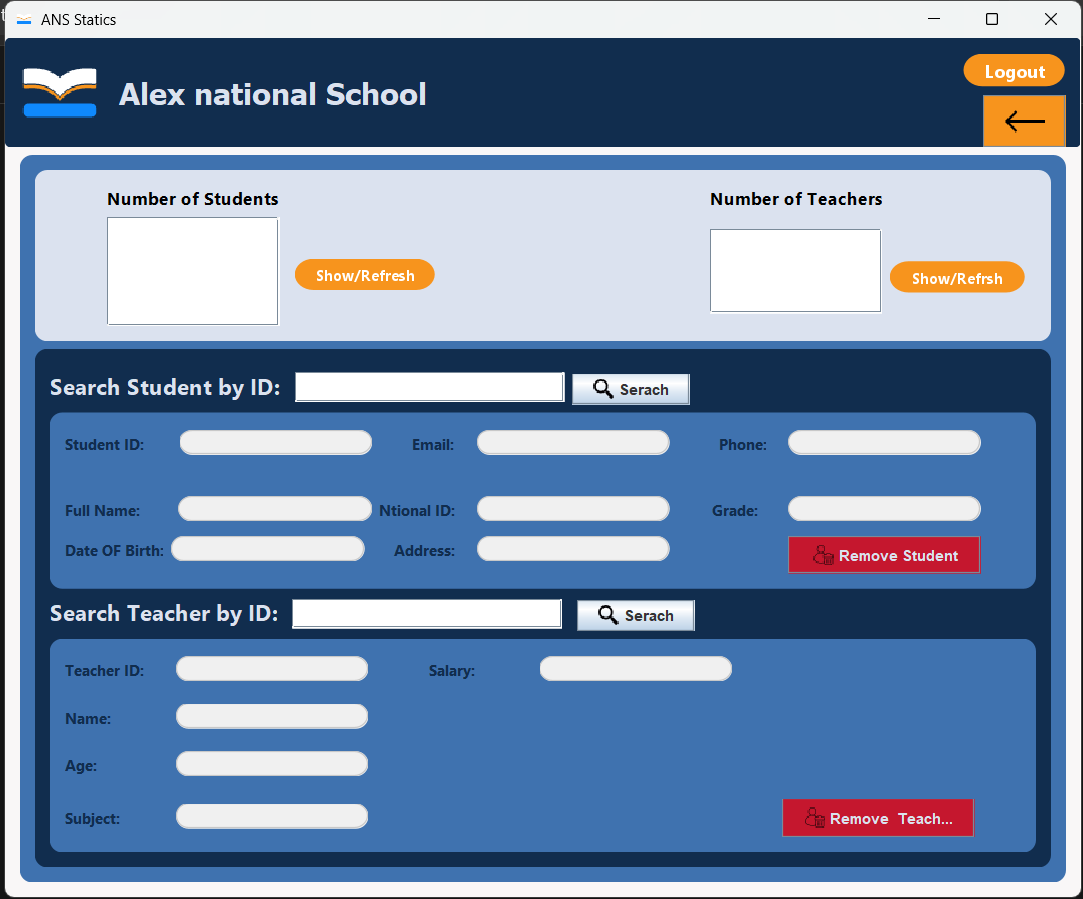 ANS Statics
Alex national School
Logout
Number of Students
Number of Teachers
Show/Refresh
Show/Refrsh
Search Student by ID:
Serach
Student ID:
Email:
Phone:
Full Name:
Ntional ID:
Grade:
Date OF Birth:
Address:
Remove Student
Search Teacher by ID:
Serach
Teacher ID:
Salary:
Name:
Age:
Subject:
Remove Teach...